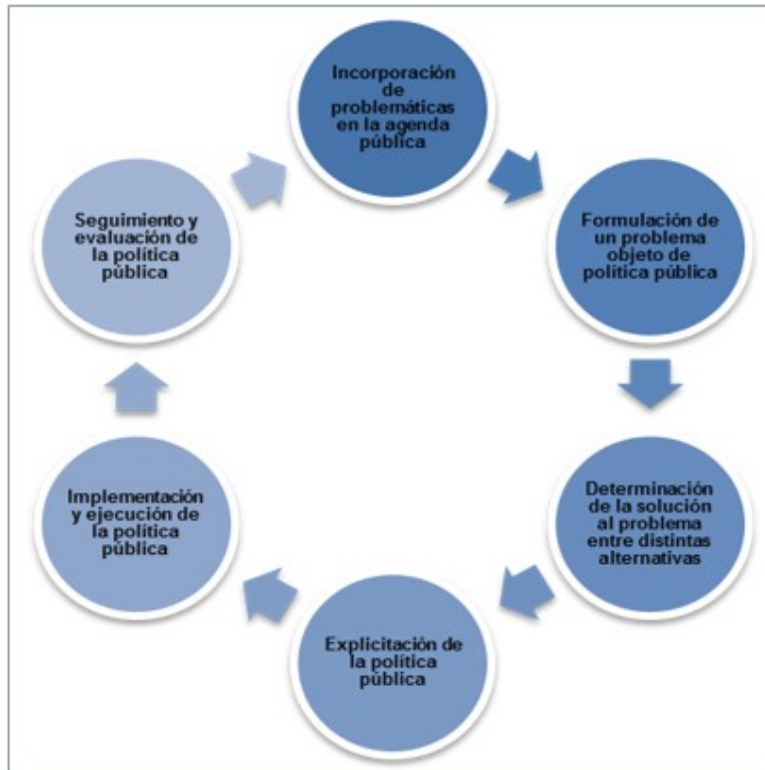 Incorporación
de
problemáticas
en la agenda
pública
Formulación de
un problema
objeto de
política pública
Determinación
de la solución
al problema
entre distintas
alternativas
Explicitación de
la política
pública
Implementación
y ejecución de
la política
pública
Seguimiento y
evaluación de
la política
pública